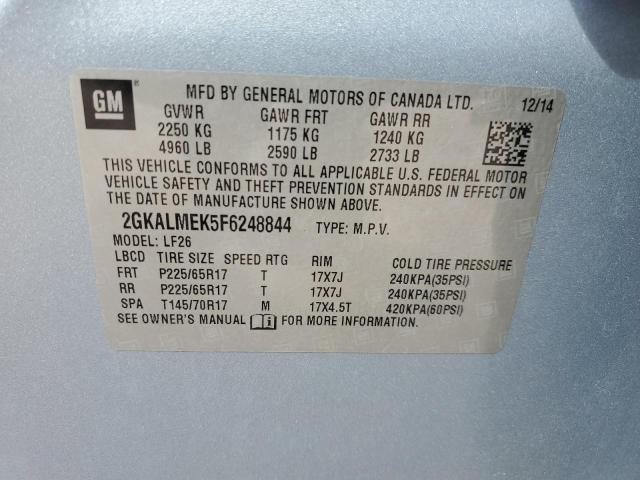 GM
MFD BY GENERAL MOTORS OF CANADA LTD. 12/14
GVWR GAWR FRT GAWR RR
2250 KG 1175 KG 1240 KG
4960 LB 2590 LB 2733 LB
THIS VEHICLE CONFORMS TO ALL APPLICABLE U.S. FEDERAL MOTOR
VEHICLE SAFETY AND THEFT PREVENTION STANDARDS IN EFFECT ON
THE DATE OF MANUFACTURE SHOWN ABOVE.
2GKALMEK5F6248844 TYPE: M.P.V.
MODEL: LF26
LBCD TIRE SIZE SPEED RTG RIM COLD TIRE PRESSURE
FRT P225/65R17 T 17X7J 240KPA(35PSI)
RR P225/65R17 T 17X7J 240KPA(35PSI)
SPA T145/70R17 M 17X4.5T 420KPA(60PSI)
SEE OWNER'S MANUAL FOR MORE INFORMATION.